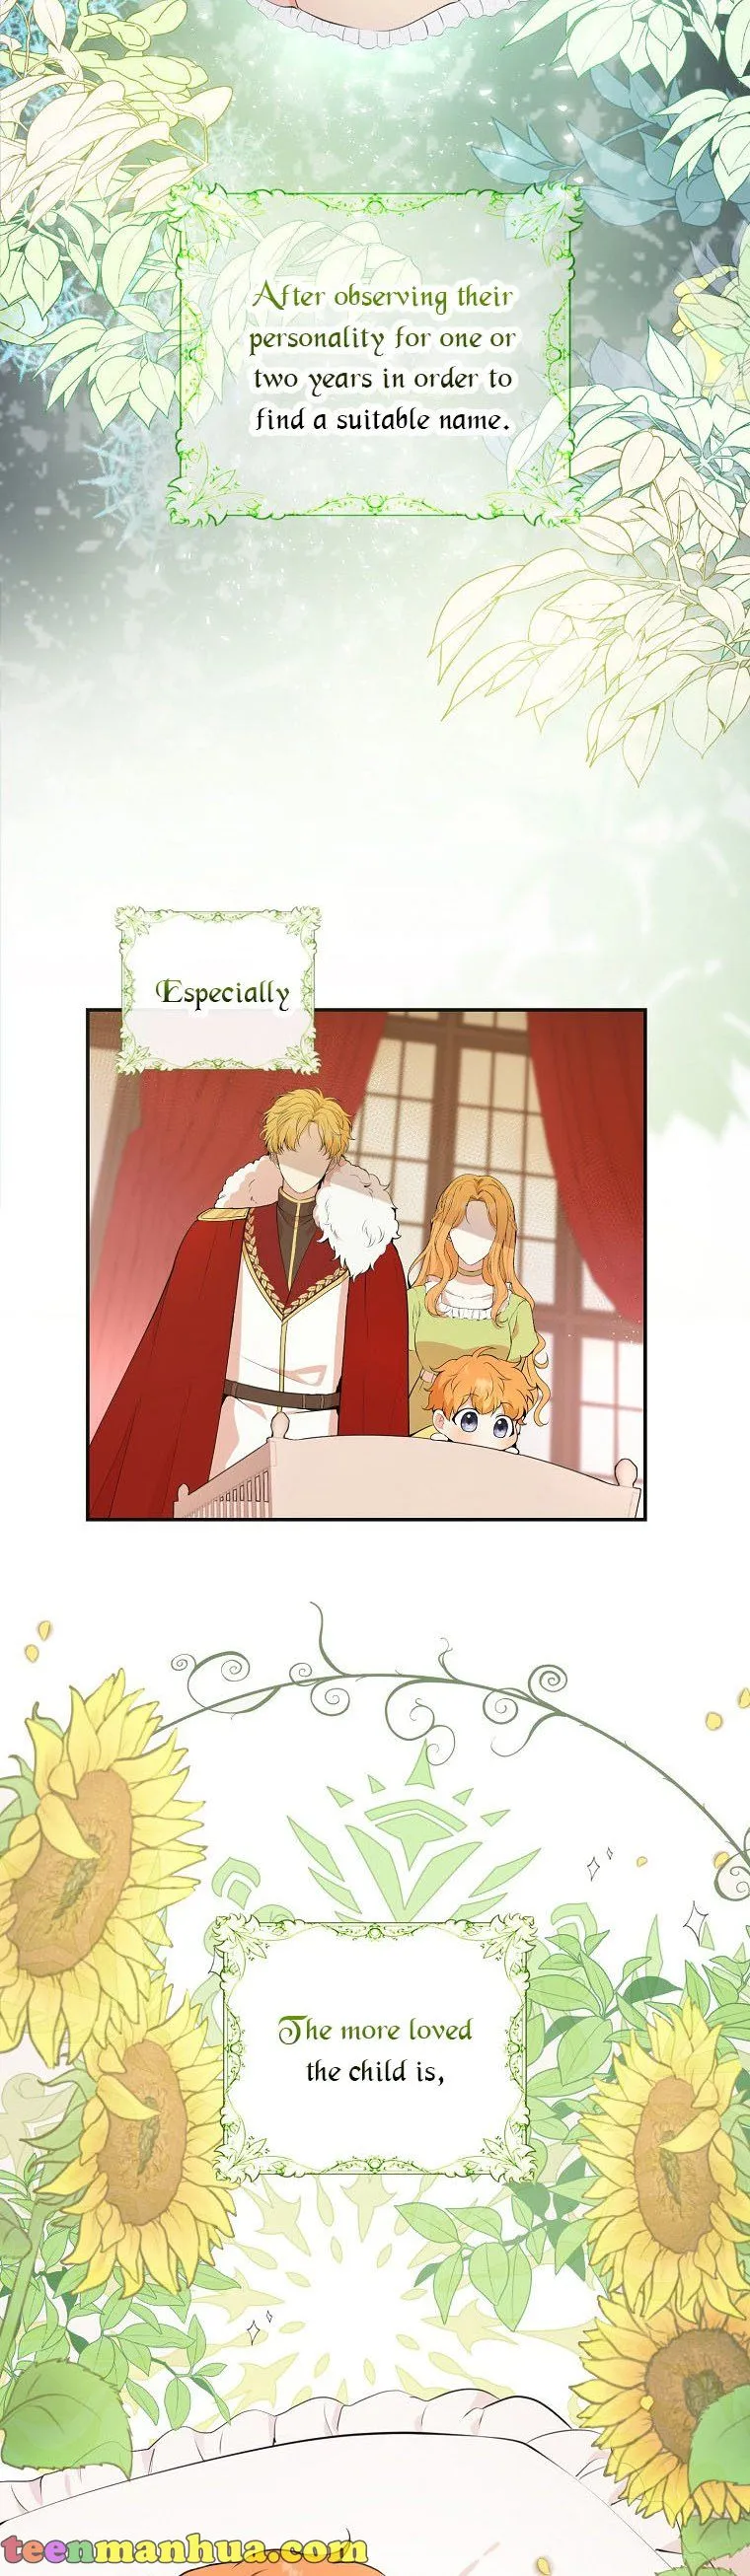 After observing their
personality for one or
two years in order to
find a suitable name.
Especially
The more loved
the child is,
teenmanhua.com